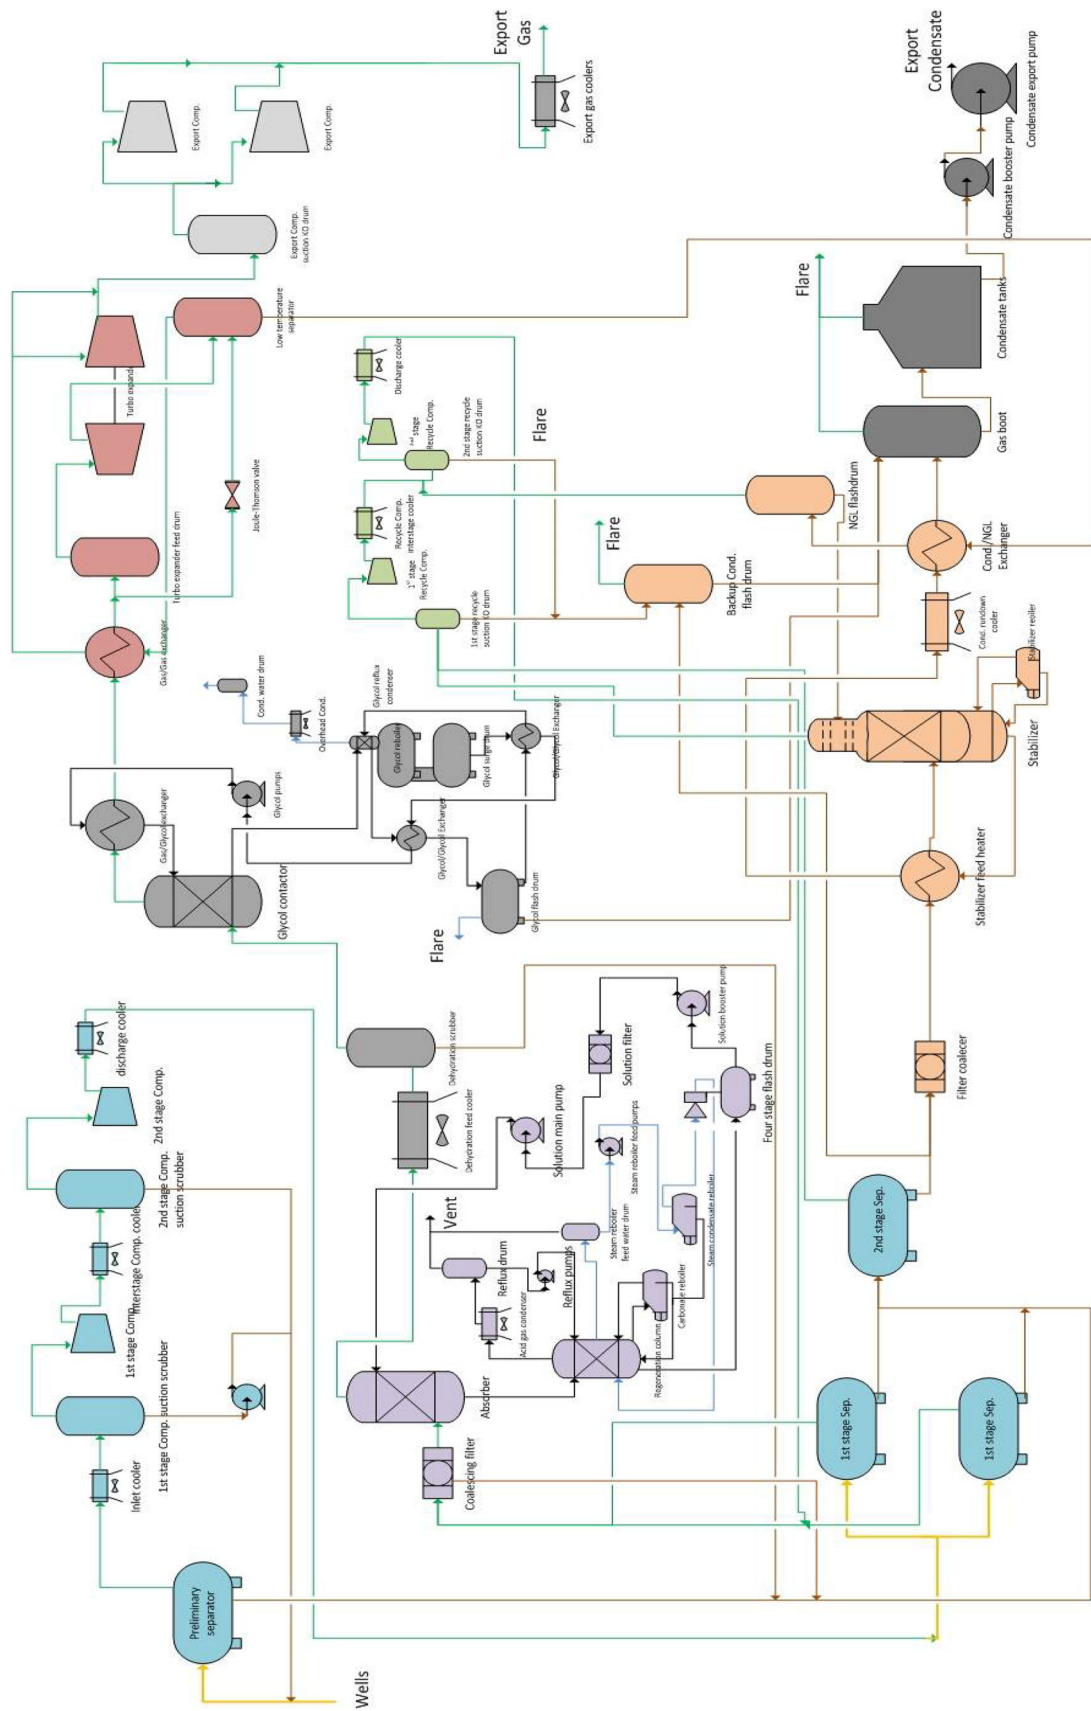 Wells
Preliminary
separator
Inlet cooler
1st stage Comp. suction scrubber
1st stage Comp.
Interstage Comp. cooler
2nd stage Comp.
suction scrubber
2nd stage Comp.
discharge cooler
Glycol contactor
Gas/Glycol exchanger
Glycol pumps
Gas/Gas exchanger
Turbo expander feed drum
Joule-Thomson valve
Turbo expande
Low temperature
separator
Export Comp.
suction KO drum
Export Comp.
Export Comp.
Export gas coolers
Export
Gas
Coalescing filter
Absorber
Dehydration feed cooler
Dehydration scrubber
Regeneration column
Carbonate reboiler
Acid gas condenser
Reflux drum
Reflux pumps
Vent
Steam reboiler
feed water drum
Steam reboiler feed pumps
Steam condensate reboiler
Solution main pump
Solution filter
Solution booster pump
Four stage flash drum
Flare
Glycol flash drum
Glycol/Glycol Exchanger
Glycol reboiler
Glycol surge drum
Glycol/Glycol Exchanger
Glycol reflux
condenser
Overhead Cond.
Cond. water drum
1st stage recycle
suction KO drum
1st stage
Recycle Comp.
Recycle Comp.
interstage cooler
2nd stage recycle
suction KO drum
stage
Recycle Comp.
Discharge cooler
Flare
Flare
Backup Cond.
flash drum
NGL flashdrum
1st stage Sep.
1st stage Sep.
2nd stage Sep.
Filter coalecer
Stabilizer feed heater
Stabilizer
Stabilizer reoiler
Cond. rundown
cooler
Cond./NGL
Exchanger
Gas boot
Condensate tanks
Flare
Condensate booster pump
Condensate export pump
Export
Condensate